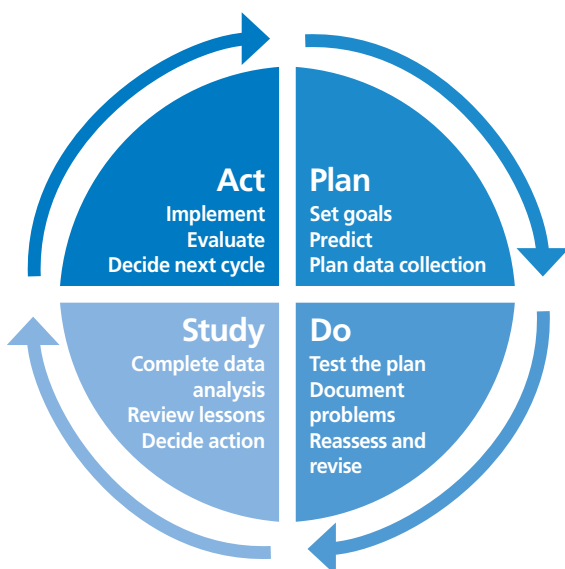 Act
Implement
Evaluate
Decide next cycle
Plan
Set goals
Predict
Plan data collection
Study
Complete data
analysis
Review lessons
Decide action
Do
Test the plan
Document
problems
Reassess and
revise